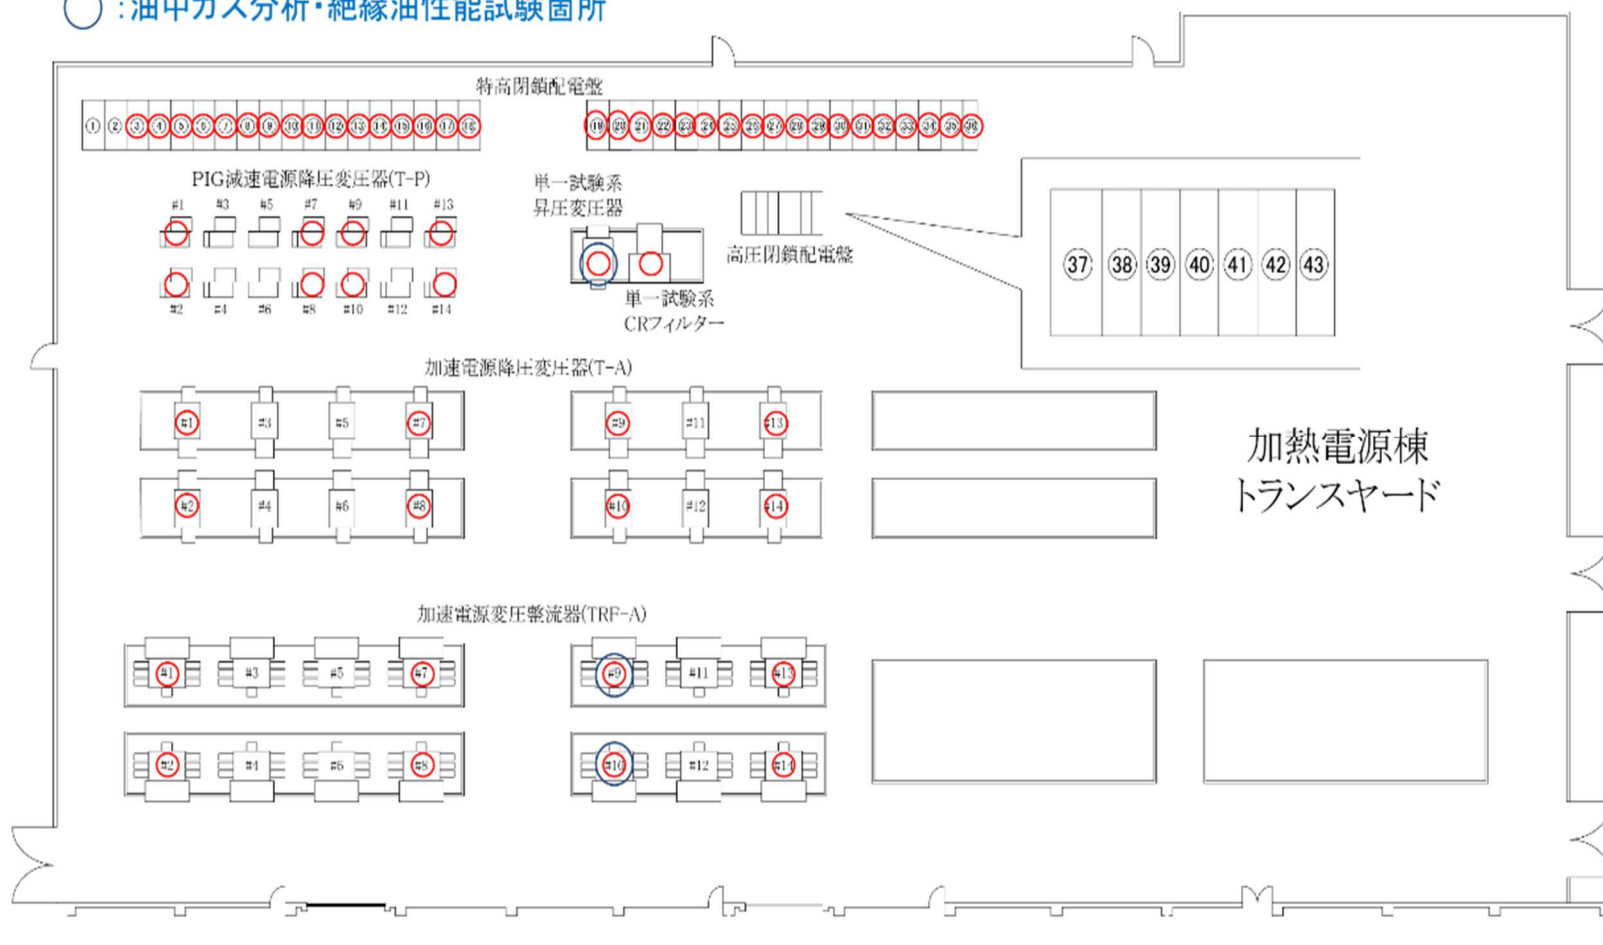 ：油中ガス分析・絶縁油性能試験箇所
特高閉鎖配電盤
① ② ③ ④ ⑤ ⑥ ⑦ ⑧ ⑨ ⑩ ⑪ ⑫ ⑬ ⑭ ⑮ ⑯ ⑰ ⑱ ⑲ ⑳ ㉑ ㉒ ㉓ ㉔ ㉕ ㉖ ㉗ ㉘ ㉙ ㉚ ㉛ ㉜ ㉝ ㉞ ㉟ ㊱
PIG減速電源降圧変圧器(T-P)
#1 #3 #5 #7 #9 #11 #13
#2 #4 #6 #8 #10 #12 #14
単一試験系
昇圧変圧器
単一試験系
CRフィルター
高圧閉鎖配電盤
㊲ ㊳ ㊴ ㊵ ㊶ ㊷ ㊸
加速電源降圧変圧器(T-A)
#1 #3 #5 #7 #9 #11 #13
#2 #4 #6 #8 #10 #12 #14
加熱電源棟
トランスヤード
加速電源変圧整流器(TRF-A)
#1 #3 #5 #7 #9 #11 #13
#2 #4 #6 #8 #10 #12 #14